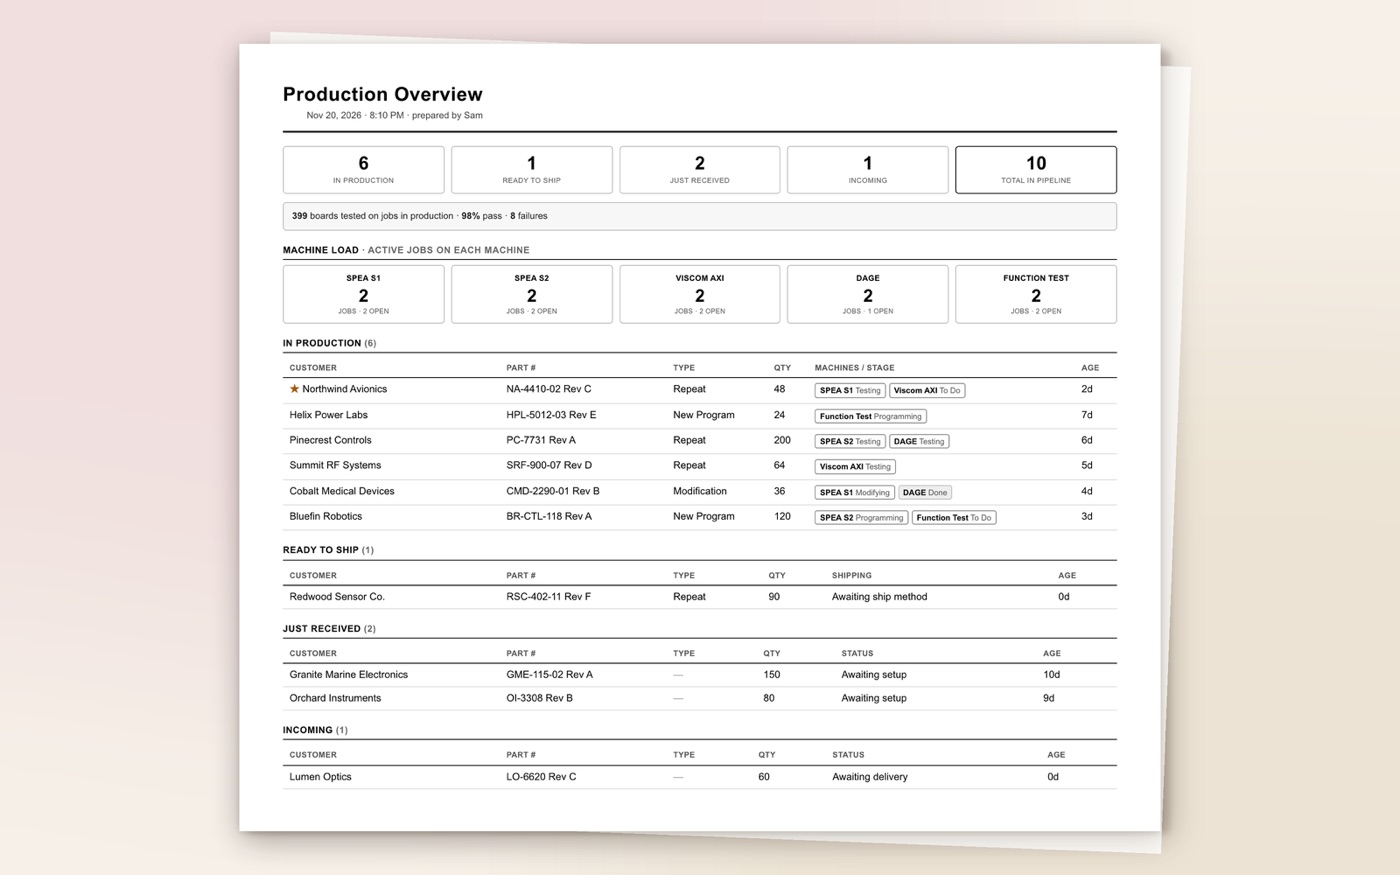 Production Overview
Nov 20, 2026 · 8:10 PM · prepared by Sam
6 1 2 1 10
IN PRODUCTION READY TO SHIP JUST RECEIVED INCOMING TOTAL IN PIPELINE
399 boards tested on jobs in production · 98% pass · 8 failures
MACHINE LOAD · ACTIVE JOBS ON EACH MACHINE
SPEA S1 SPEA S2 VISCOM AXI DAGE FUNCTION TEST
2 2 2 2 2
JOBS · 2 OPEN JOBS · 2 OPEN JOBS · 2 OPEN JOBS · 1 OPEN JOBS · 2 OPEN
IN PRODUCTION (6)
CUSTOMER PART # TYPE QTY MACHINES / STAGE AGE
★ Northwind Avionics NA-4410-02 Rev C Repeat 48 SPEA S1 Testing Viscom AXI To Do 2d
Helix Power Labs HPL-5012-03 Rev E New Program 24 Function Test Programming 7d
Pinecrest Controls PC-7731 Rev A Repeat 200 SPEA S2 Testing DAGE Testing 6d
Summit RF Systems SRF-900-07 Rev D Repeat 64 Viscom AXI Testing 5d
Cobalt Medical Devices CMD-2290-01 Rev B Modification 36 SPEA S1 Modifying DAGE Done 4d
Bluefin Robotics BR-CTL-118 Rev A New Program 120 SPEA S2 Programming Function Test To Do 3d
READY TO SHIP (1)
CUSTOMER PART # TYPE QTY SHIPPING AGE
Redwood Sensor Co. RSC-402-11 Rev F Repeat 90 Awaiting ship method 0d
JUST RECEIVED (2)
CUSTOMER PART # TYPE QTY STATUS AGE
Granite Marine Electronics GME-115-02 Rev A — 150 Awaiting setup 10d
Orchard Instruments OI-3308 Rev B — 80 Awaiting setup 9d
INCOMING (1)
CUSTOMER PART # TYPE QTY STATUS AGE
Lumen Optics LO-6620 Rev C — 60 Awaiting delivery 0d